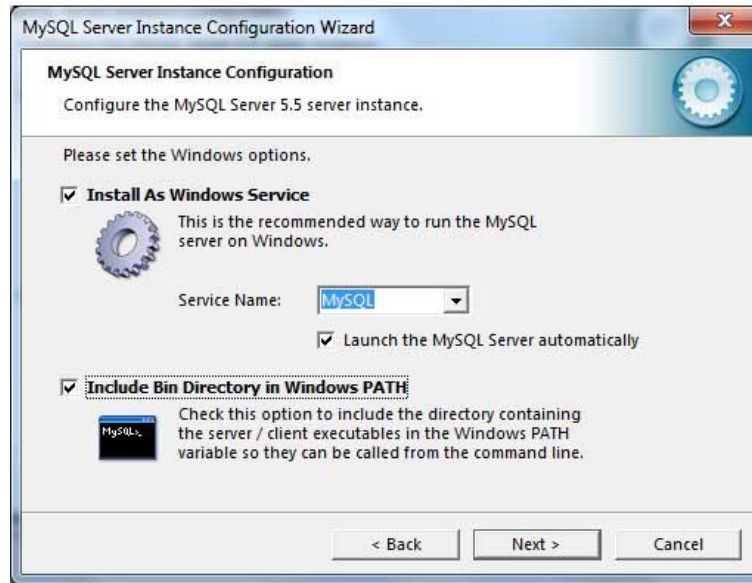 MySQL Server Instance Configuration Wizard
MySQL Server Instance Configuration
Configure the MySQL Server 5.5 server instance.
Please set the Windows options.
Install As Windows Service
This is the recommended way to run the MySQL
server on Windows.
Service Name: MySQL
Launch the MySQL Server automatically
Include Bin Directory in Windows PATH
MySQL>_
Check this option to include the directory containing
the server / client executables in the Windows PATH
variable so they can be called from the command line.
< Back Next > Cancel